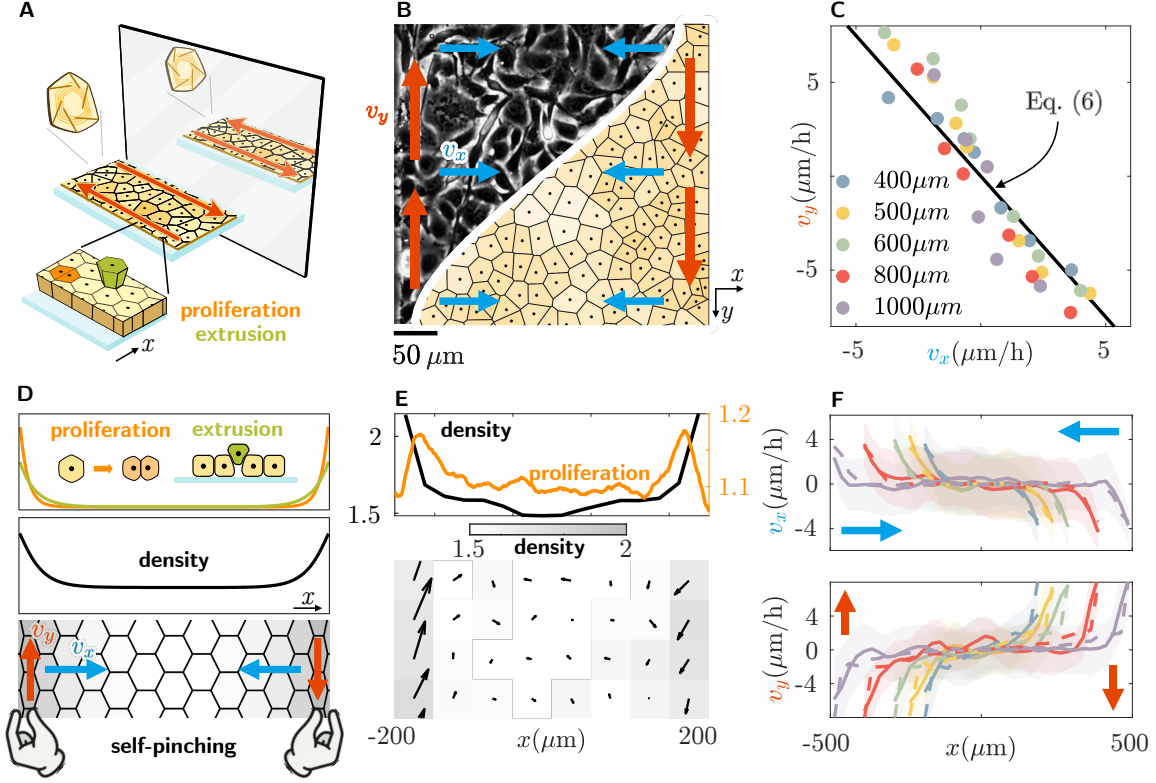 A
proliferation
extrusion
x
B
v_y
v_x
x
y
50 μm
C
5
-5
v_y(μm/h)
Eq. (6)
400μm
500μm
600μm
800μm
1000μm
-5
v_x(μm/h)
5
D
proliferation
extrusion
density
x
v_y
v_x
self-pinching
E
2
1.5
density
proliferation
1.2
1.1
1.5
density
2
-200
x(μm)
200
F
4
0
-4
v_x(μm/h)
4
0
-4
v_y(μm/h)
-500
x(μm)
500